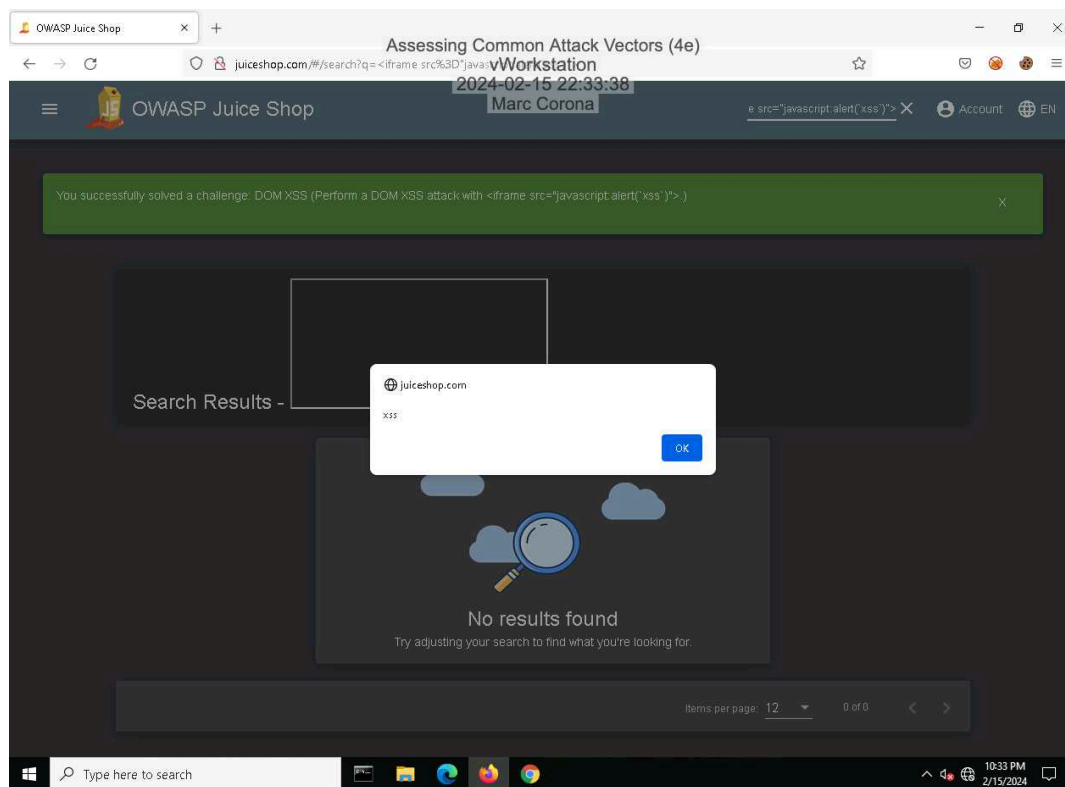 OWASP Juice Shop
Assessing Common Attack Vectors (4e)
juiceshop.com/#/search?q=<iframe src%3D"javas
vWorkstation
2024-02-15 22:33:38
Marc Corona
OWASP Juice Shop
e src="javascript:alert(`xss`)">
Account
EN
You successfully solved a challenge: DOM XSS (Perform a DOM XSS attack with <iframe src="javascript:alert(`xss`)">.)
X
Search Results -
juiceshop.com
xss
OK
No results found
Try adjusting your search to find what you're looking for.
Items per page: 12
0 of 0
Type here to search
10:33 PM
2/15/2024